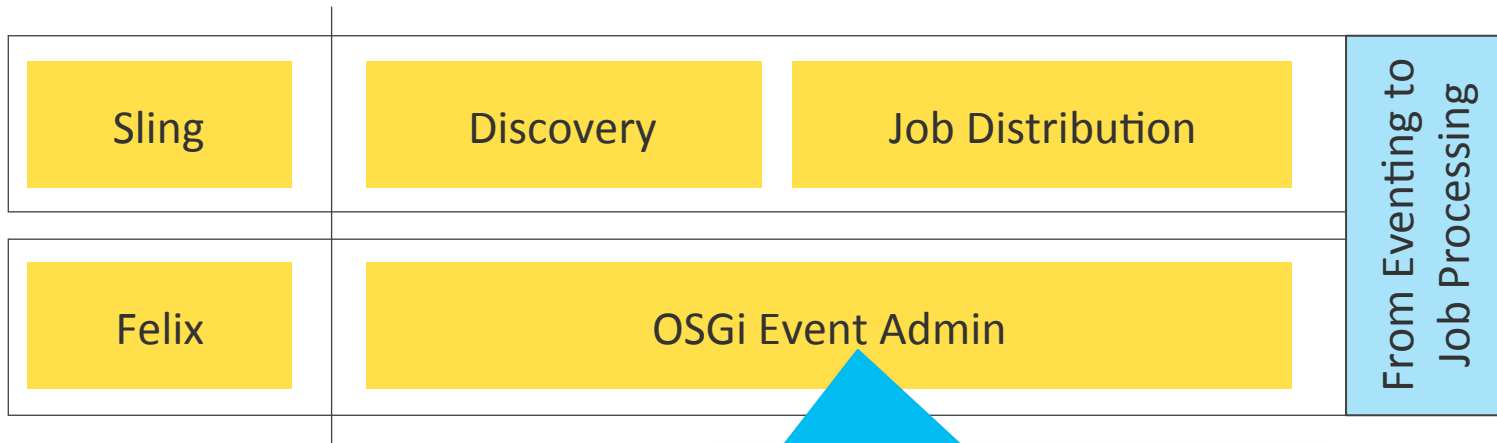 Sling
Discovery
Job Distribution
Felix
OSGi Event Admin
From Eventing to
Job Processing